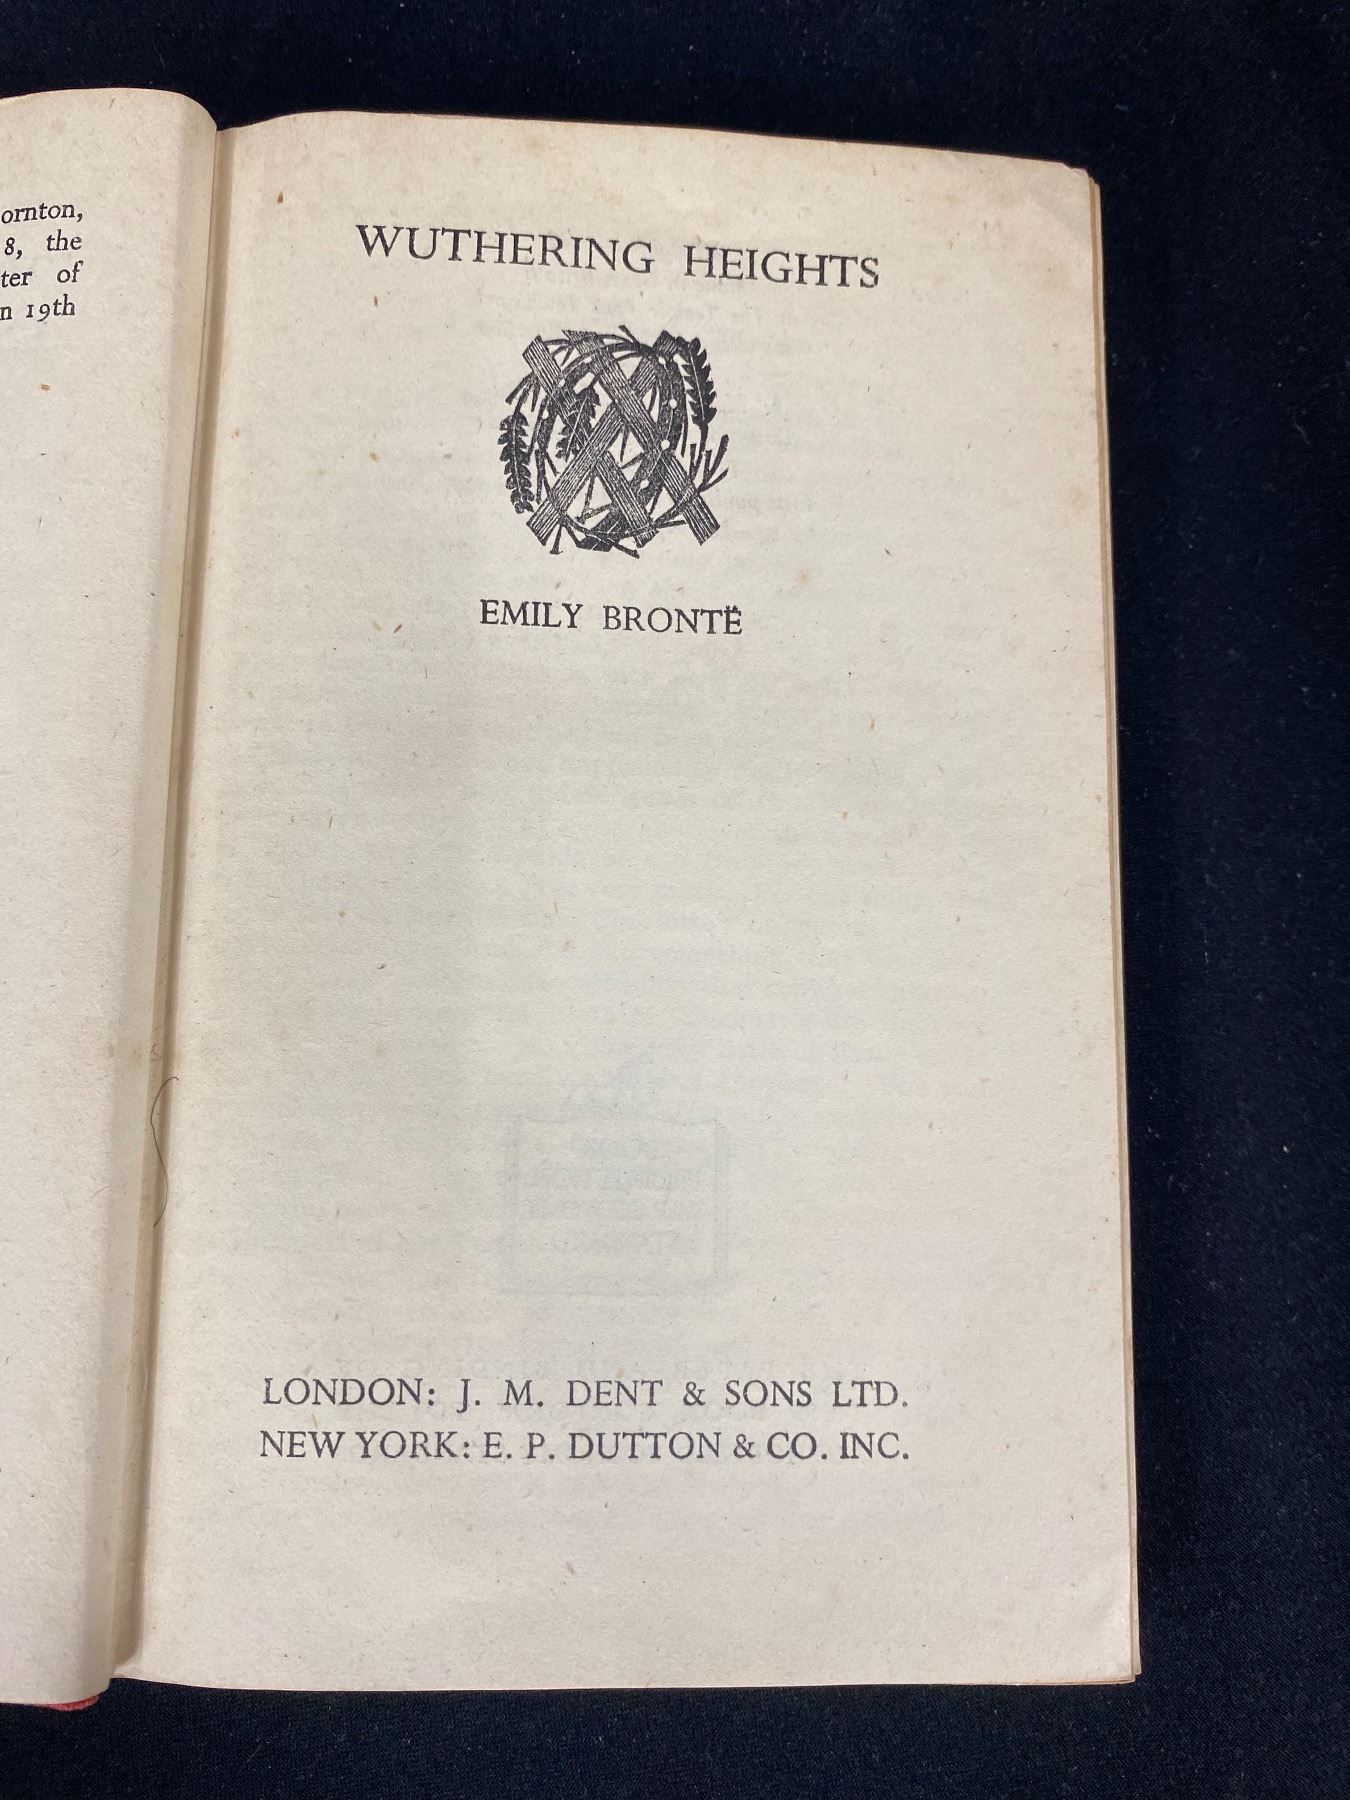 ornton,
8, the
ter of
n 19th
WUTHERING HEIGHTS
EMILY BRONTË
LONDON: J. M. DENT & SONS LTD.
NEW YORK: E. P. DUTTON & CO. INC.